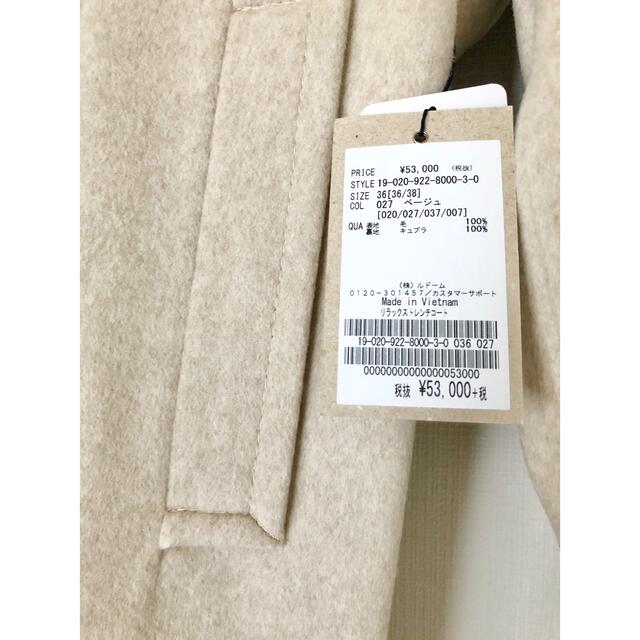 PRICE ¥53,000 (税抜)
STYLE 19-020-922-8000-3-0
SIZE 36[36/38]
COL 027 ベージュ
[020/027/037/007]
QUA 表地 毛 100%
裏地 キュプラ 100%
(株)ルドーム
0120-301457/カスタマーサポート
Made in Vietnam
リラックストレンチコート
19-020-922-8000-3-0 036 027
00000000000000053000
税抜 ¥53,000+税